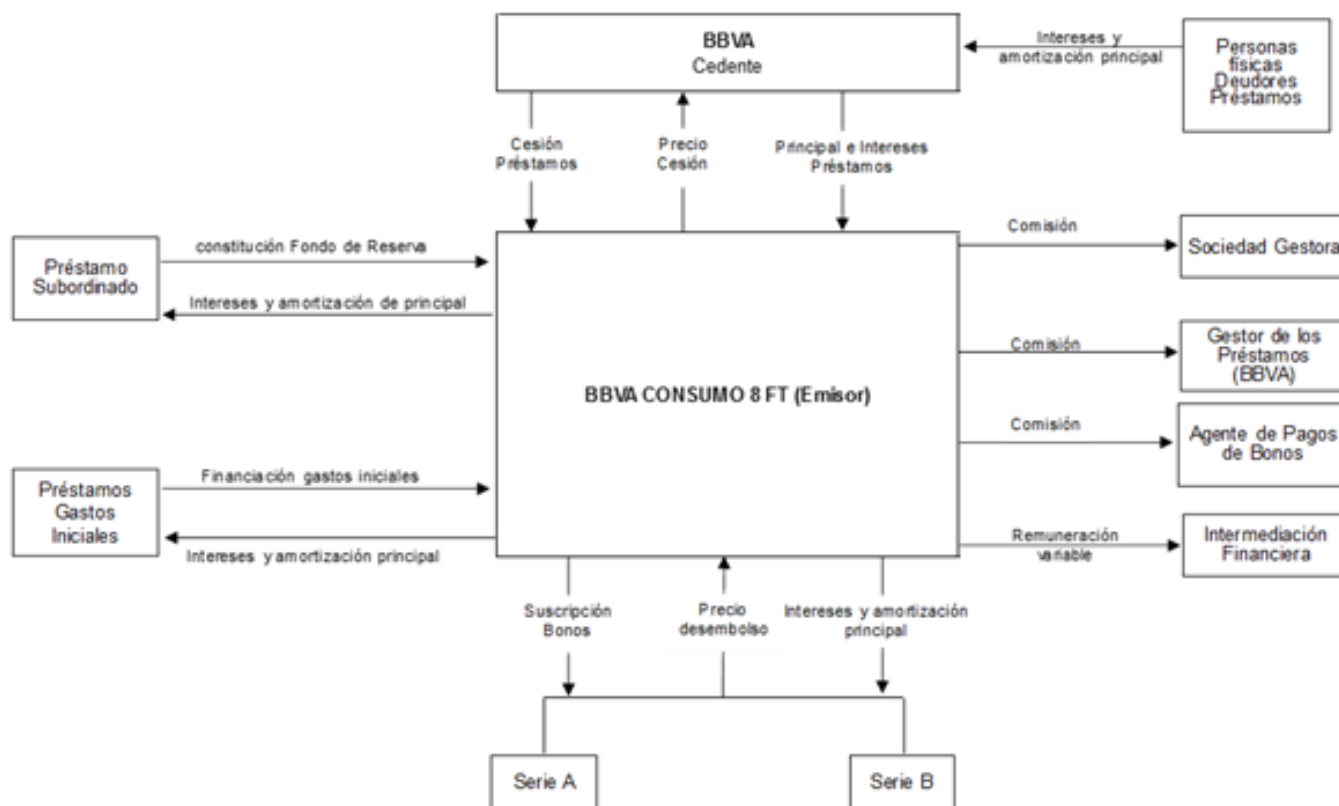 BBVA
Cedente
Intereses y
amortización principal
Personas
físicas
Deudores
Préstamos
Cesión
Préstamos
Precio
Cesión
Principal e Intereses
Préstamos
Préstamo
Subordinado
constitución Fondo de Reserva
Intereses y amortización de principal
Comisión
Sociedad Gestora
Comisión
Gestor de los
Préstamos
(BBVA)
BBVA CONSUMO 8 FT (Emisor)
Comisión
Agente de Pagos
de Bonos
Préstamos
Gastos
Iniciales
Financiación gastos iniciales
Intereses y amortización principal
Remuneración
variable
Intermediación
Financiera
Suscripción
Bonos
Precio
desembolso
Intereses y amortización
principal
Serie A
Serie B